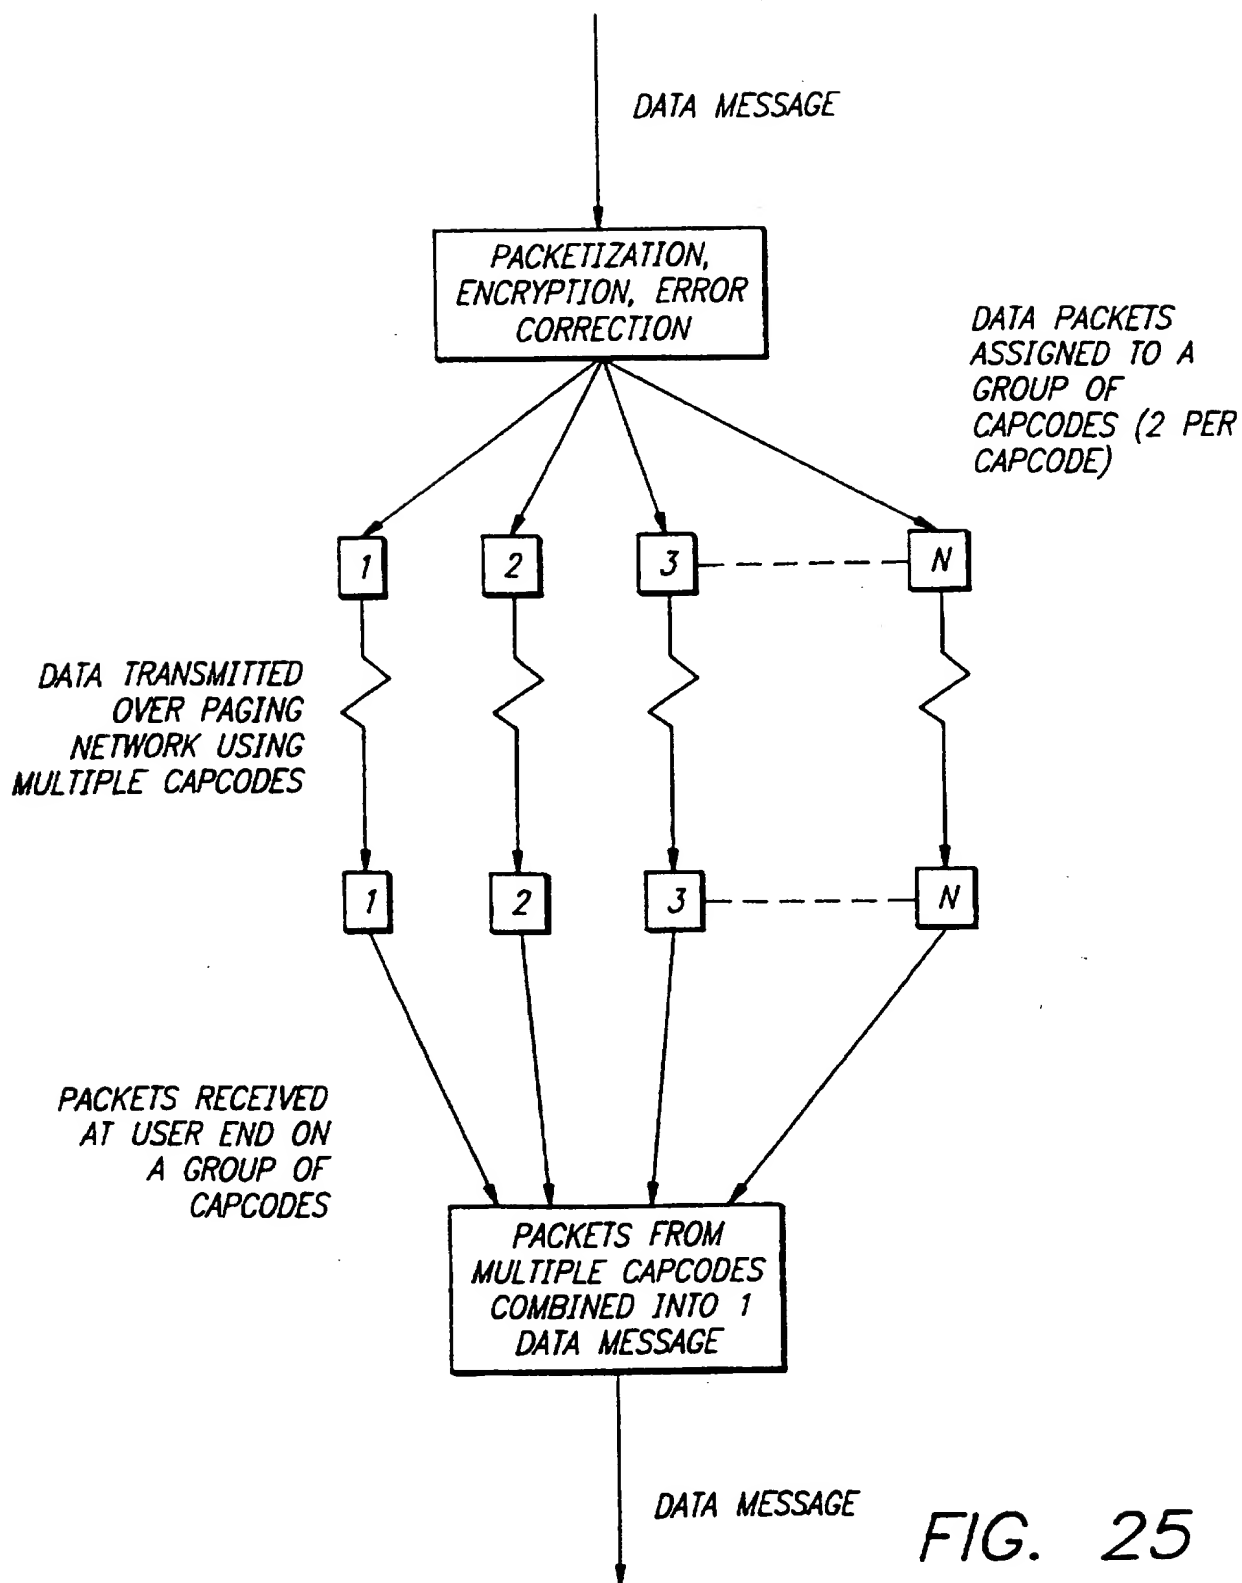 DATA MESSAGE
PACKETIZATION,
ENCRYPTION, ERROR
CORRECTION
DATA PACKETS
ASSIGNED TO A
GROUP OF
CAPCODES (2 PER
CAPCODE)
1
2
3
N
DATA TRANSMITTED
OVER PAGING
NETWORK USING
MULTIPLE CAPCODES
1
2
3
N
PACKETS RECEIVED
AT USER END ON
A GROUP OF
CAPCODES
PACKETS FROM
MULTIPLE CAPCODES
COMBINED INTO 1
DATA MESSAGE
DATA MESSAGE
FIG. 25